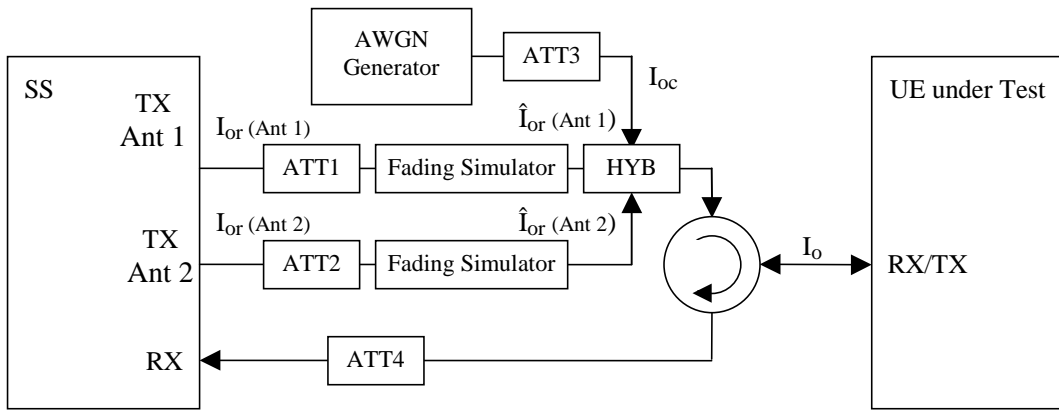 AWGN
Generator
ATT3
I_oc
SS
UE under Test
TX
Ant 1
I_or (Ant 1)
Î_or (Ant 1)
ATT1
Fading Simulator
HYB
TX
Ant 2
I_or (Ant 2)
Î_or (Ant 2)
ATT2
Fading Simulator
I_o
RX/TX
RX
ATT4